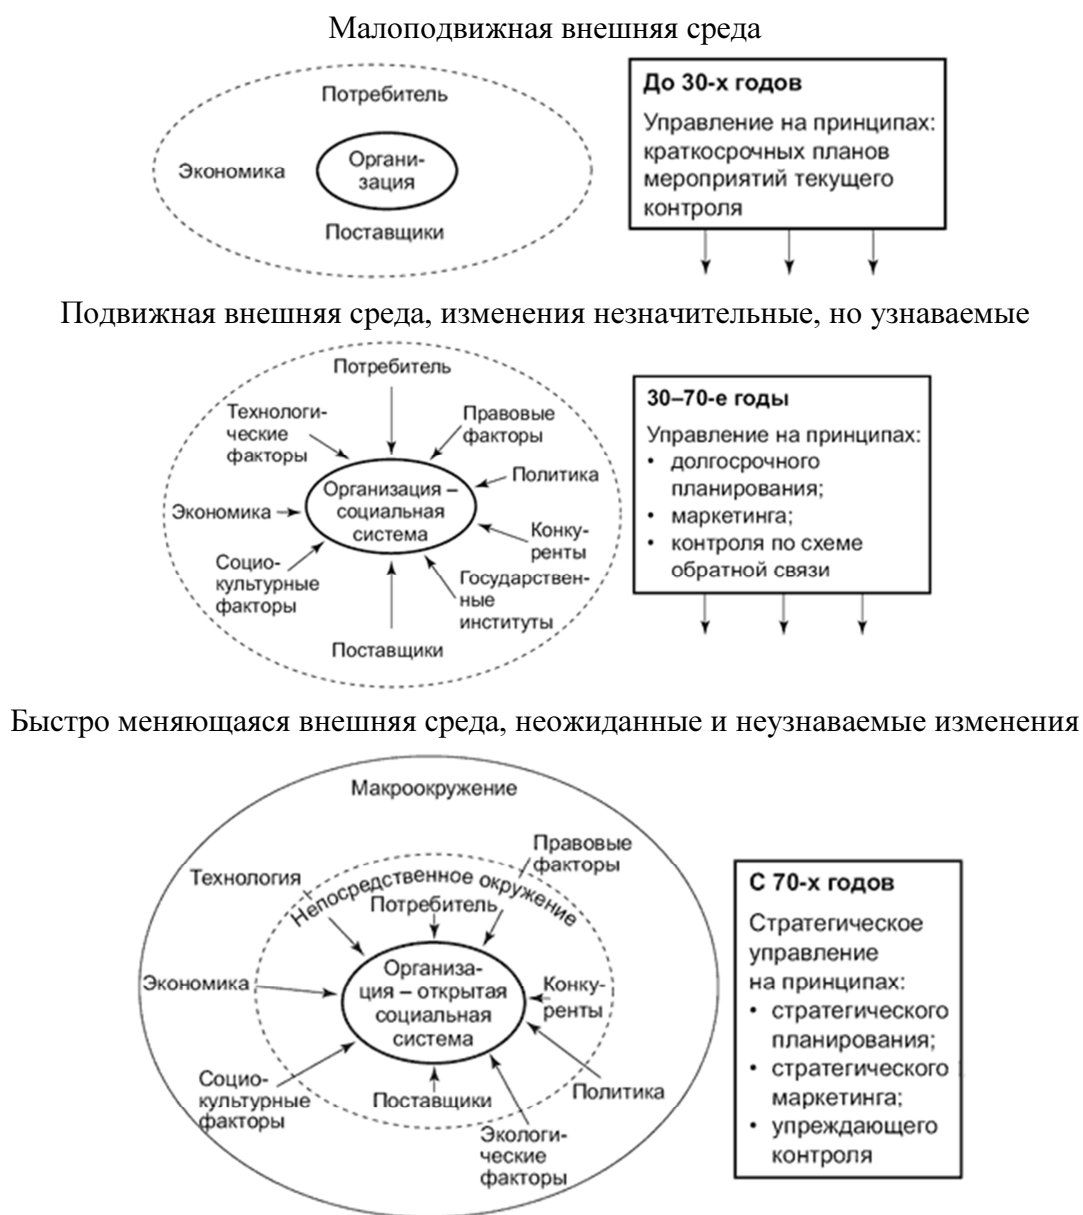 Малоподвижная внешняя среда
Потребитель
Экономика
Органи-
зация
Поставщики
До 30-х годов
Управление на принципах:
краткосрочных планов
мероприятий текущего
контроля
Подвижная внешняя среда, изменения незначительные, но узнаваемые
Потребитель
Технологи-
ческие
факторы
Правовые
факторы
Политика
Организация –
социальная
система
Экономика
Конку-
ренты
Социо-
культурные
факторы
Государствен-
ные
институты
Поставщики
30–70-е годы
Управление на принципах:
• долгосрочного
планирования;
• маркетинга;
• контроля по схеме
обратной связи
Быстро меняющаяся внешняя среда, неожиданные и неузнаваемые изменения
Макроокружение
Правовые
факторы
Технология
Непосредственное окружение
Потребитель
Экономика
Организа-
ция – открытая
социальная
система
Конку-
ренты
Социо-
культурные
факторы
Поставщики
Политика
Экологи-
ческие
факторы
С 70-х годов
Стратегическое
управление
на принципах:
• стратегического
планирования;
• стратегического
маркетинга;
• упреждающего
контроля